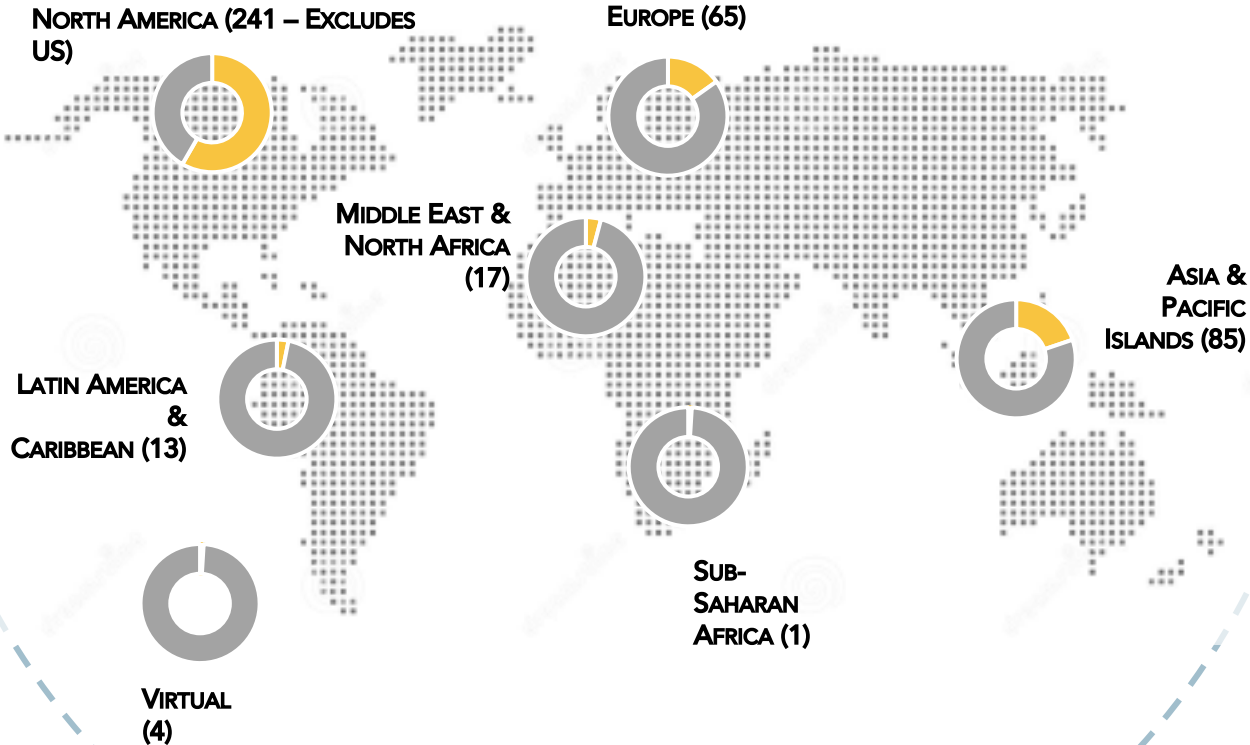 NORTH AMERICA (241 – EXCLUDES
US)
EUROPE (65)
MIDDLE EAST &
NORTH AFRICA
(17)
ASIA &
PACIFIC
ISLANDS (85)
LATIN AMERICA
&
CARIBBEAN (13)
SUB-
SAHARAN
AFRICA (1)
VIRTUAL
(4)